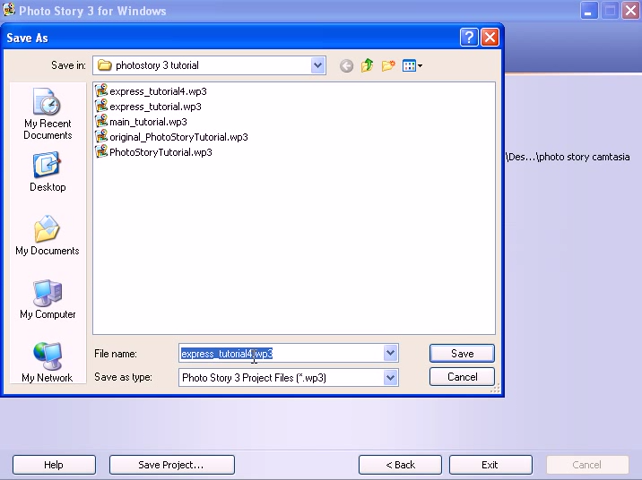 Photo Story 3 for Windows
Save As
Save in:
photostory 3 tutorial
My Recent
Documents
Desktop
My Documents
My Computer
My Network
express_tutorial4.wp3
express_tutorial.wp3
main_tutorial.wp3
original_PhotoStoryTutorial.wp3
PhotoStoryTutorial.wp3
\Des...\photo story camtasia
File name:
express_tutorial4.wp3
Save
Save as type:
Photo Story 3 Project Files (*.wp3)
Cancel
Help
Save Project...
< Back
Exit
Cancel